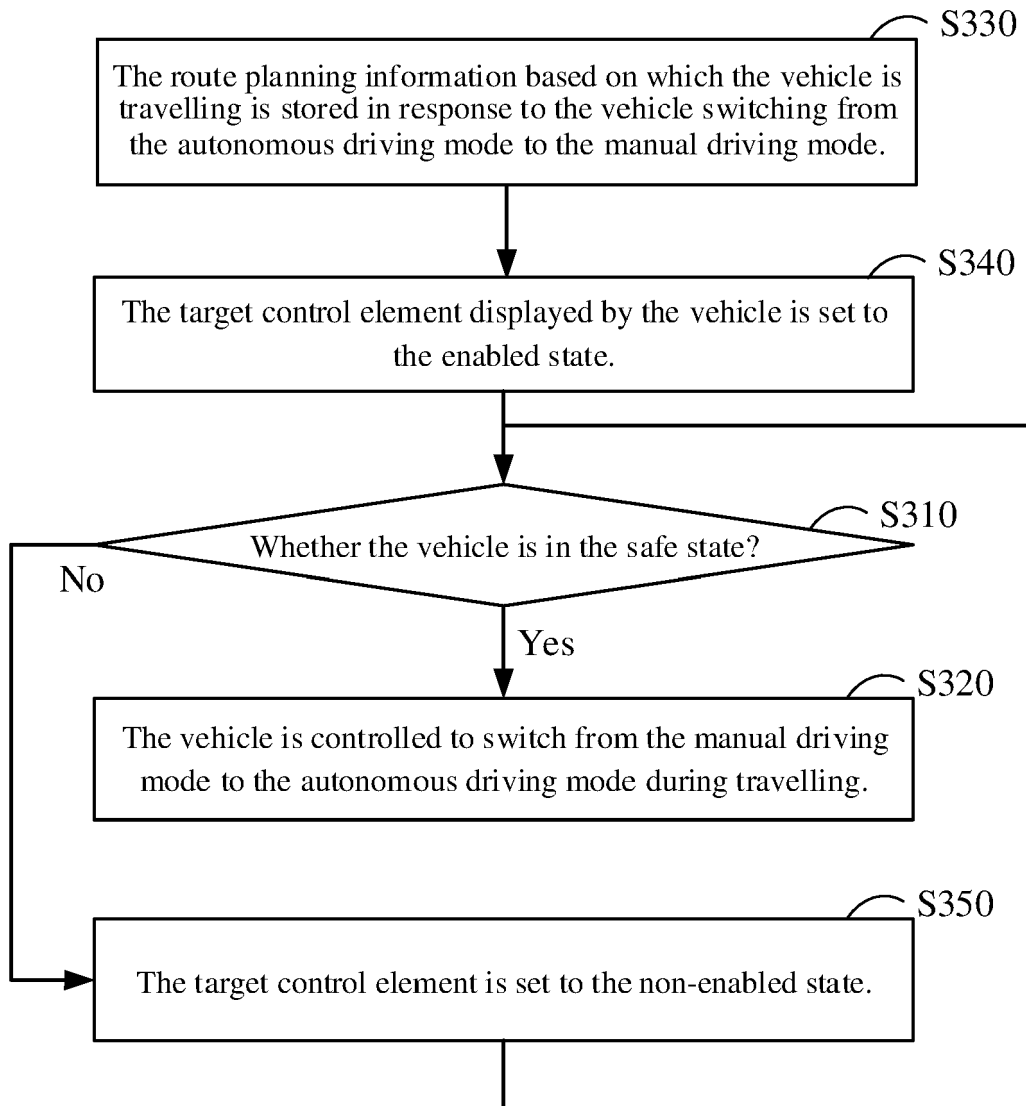 S330
The route planning information based on which the vehicle is
travelling is stored in response to the vehicle switching from
the autonomous driving mode to the manual driving mode.
S340
The target control element displayed by the vehicle is set to
the enabled state.
S310
Whether the vehicle is in the safe state?
No
Yes
S320
The vehicle is controlled to switch from the manual driving
mode to the autonomous driving mode during travelling.
S350
The target control element is set to the non-enabled state.